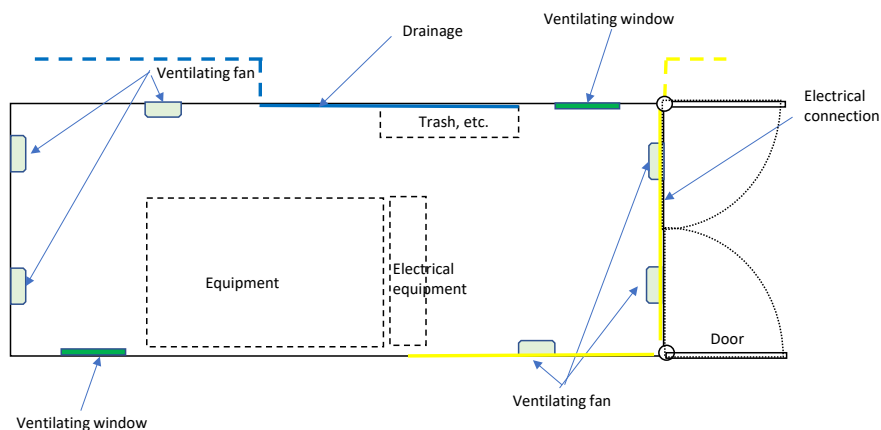 Ventilating window
Drainage
Ventilating fan
Electrical
connection
Trash, etc.
Equipment
Electrical
equipment
Door
Ventilating fan
Ventilating window